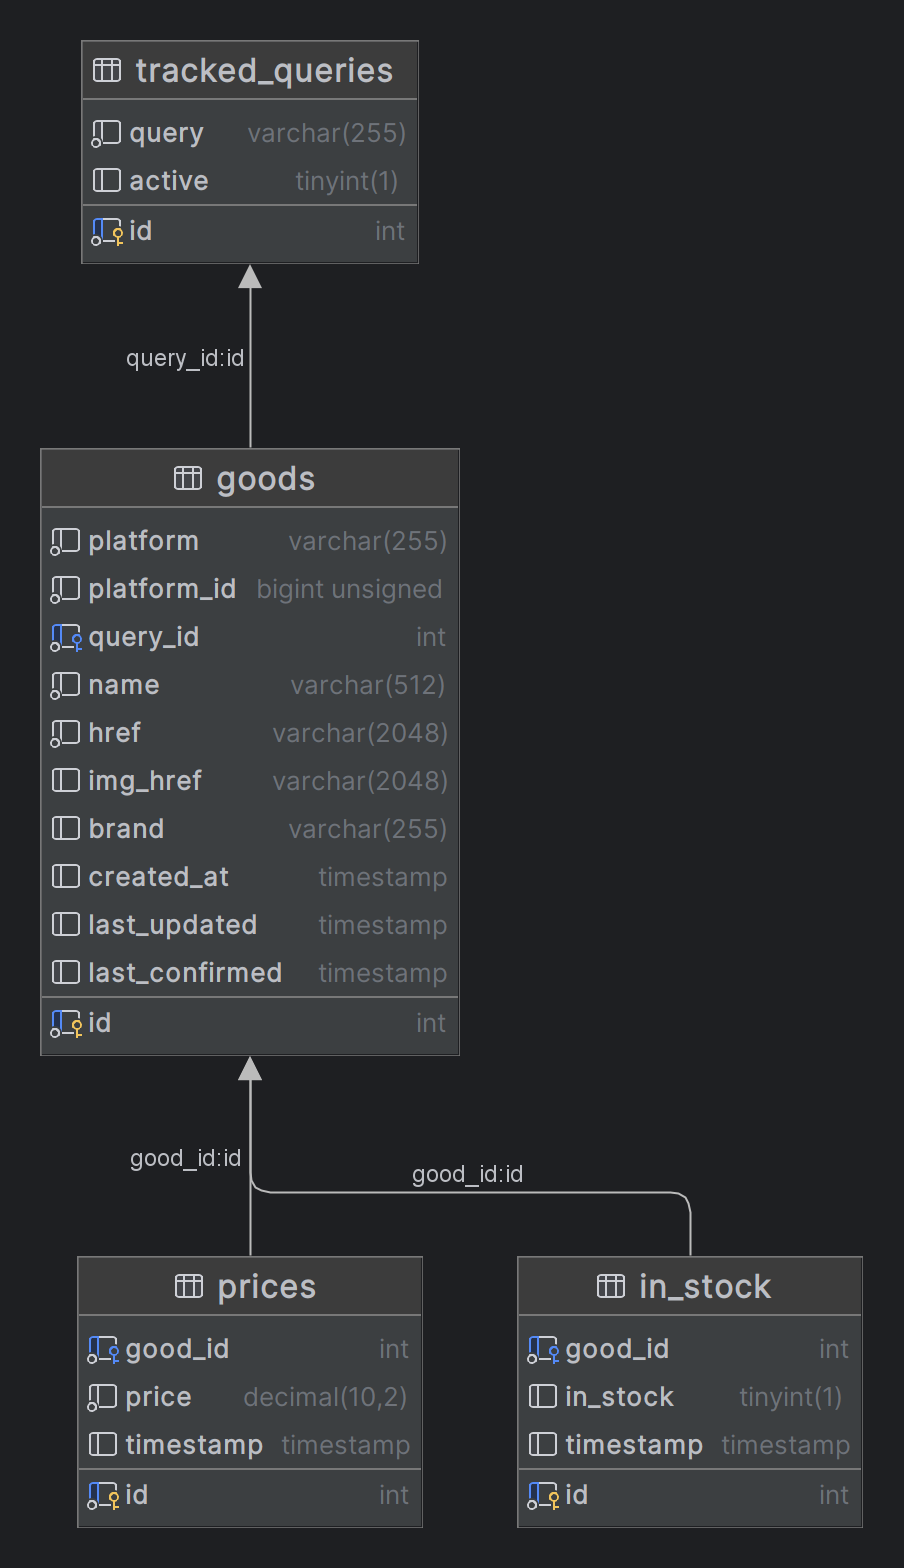 tracked_queries
query varchar(255)
active tinyint(1)
id int
query_id:id
goods
platform varchar(255)
platform_id bigint unsigned
query_id int
name varchar(512)
href varchar(2048)
img_href varchar(2048)
brand varchar(255)
created_at timestamp
last_updated timestamp
last_confirmed timestamp
id int
good_id:id
good_id:id
prices
good_id int
price decimal(10,2)
timestamp timestamp
id int
in_stock
good_id int
in_stock tinyint(1)
timestamp timestamp
id int